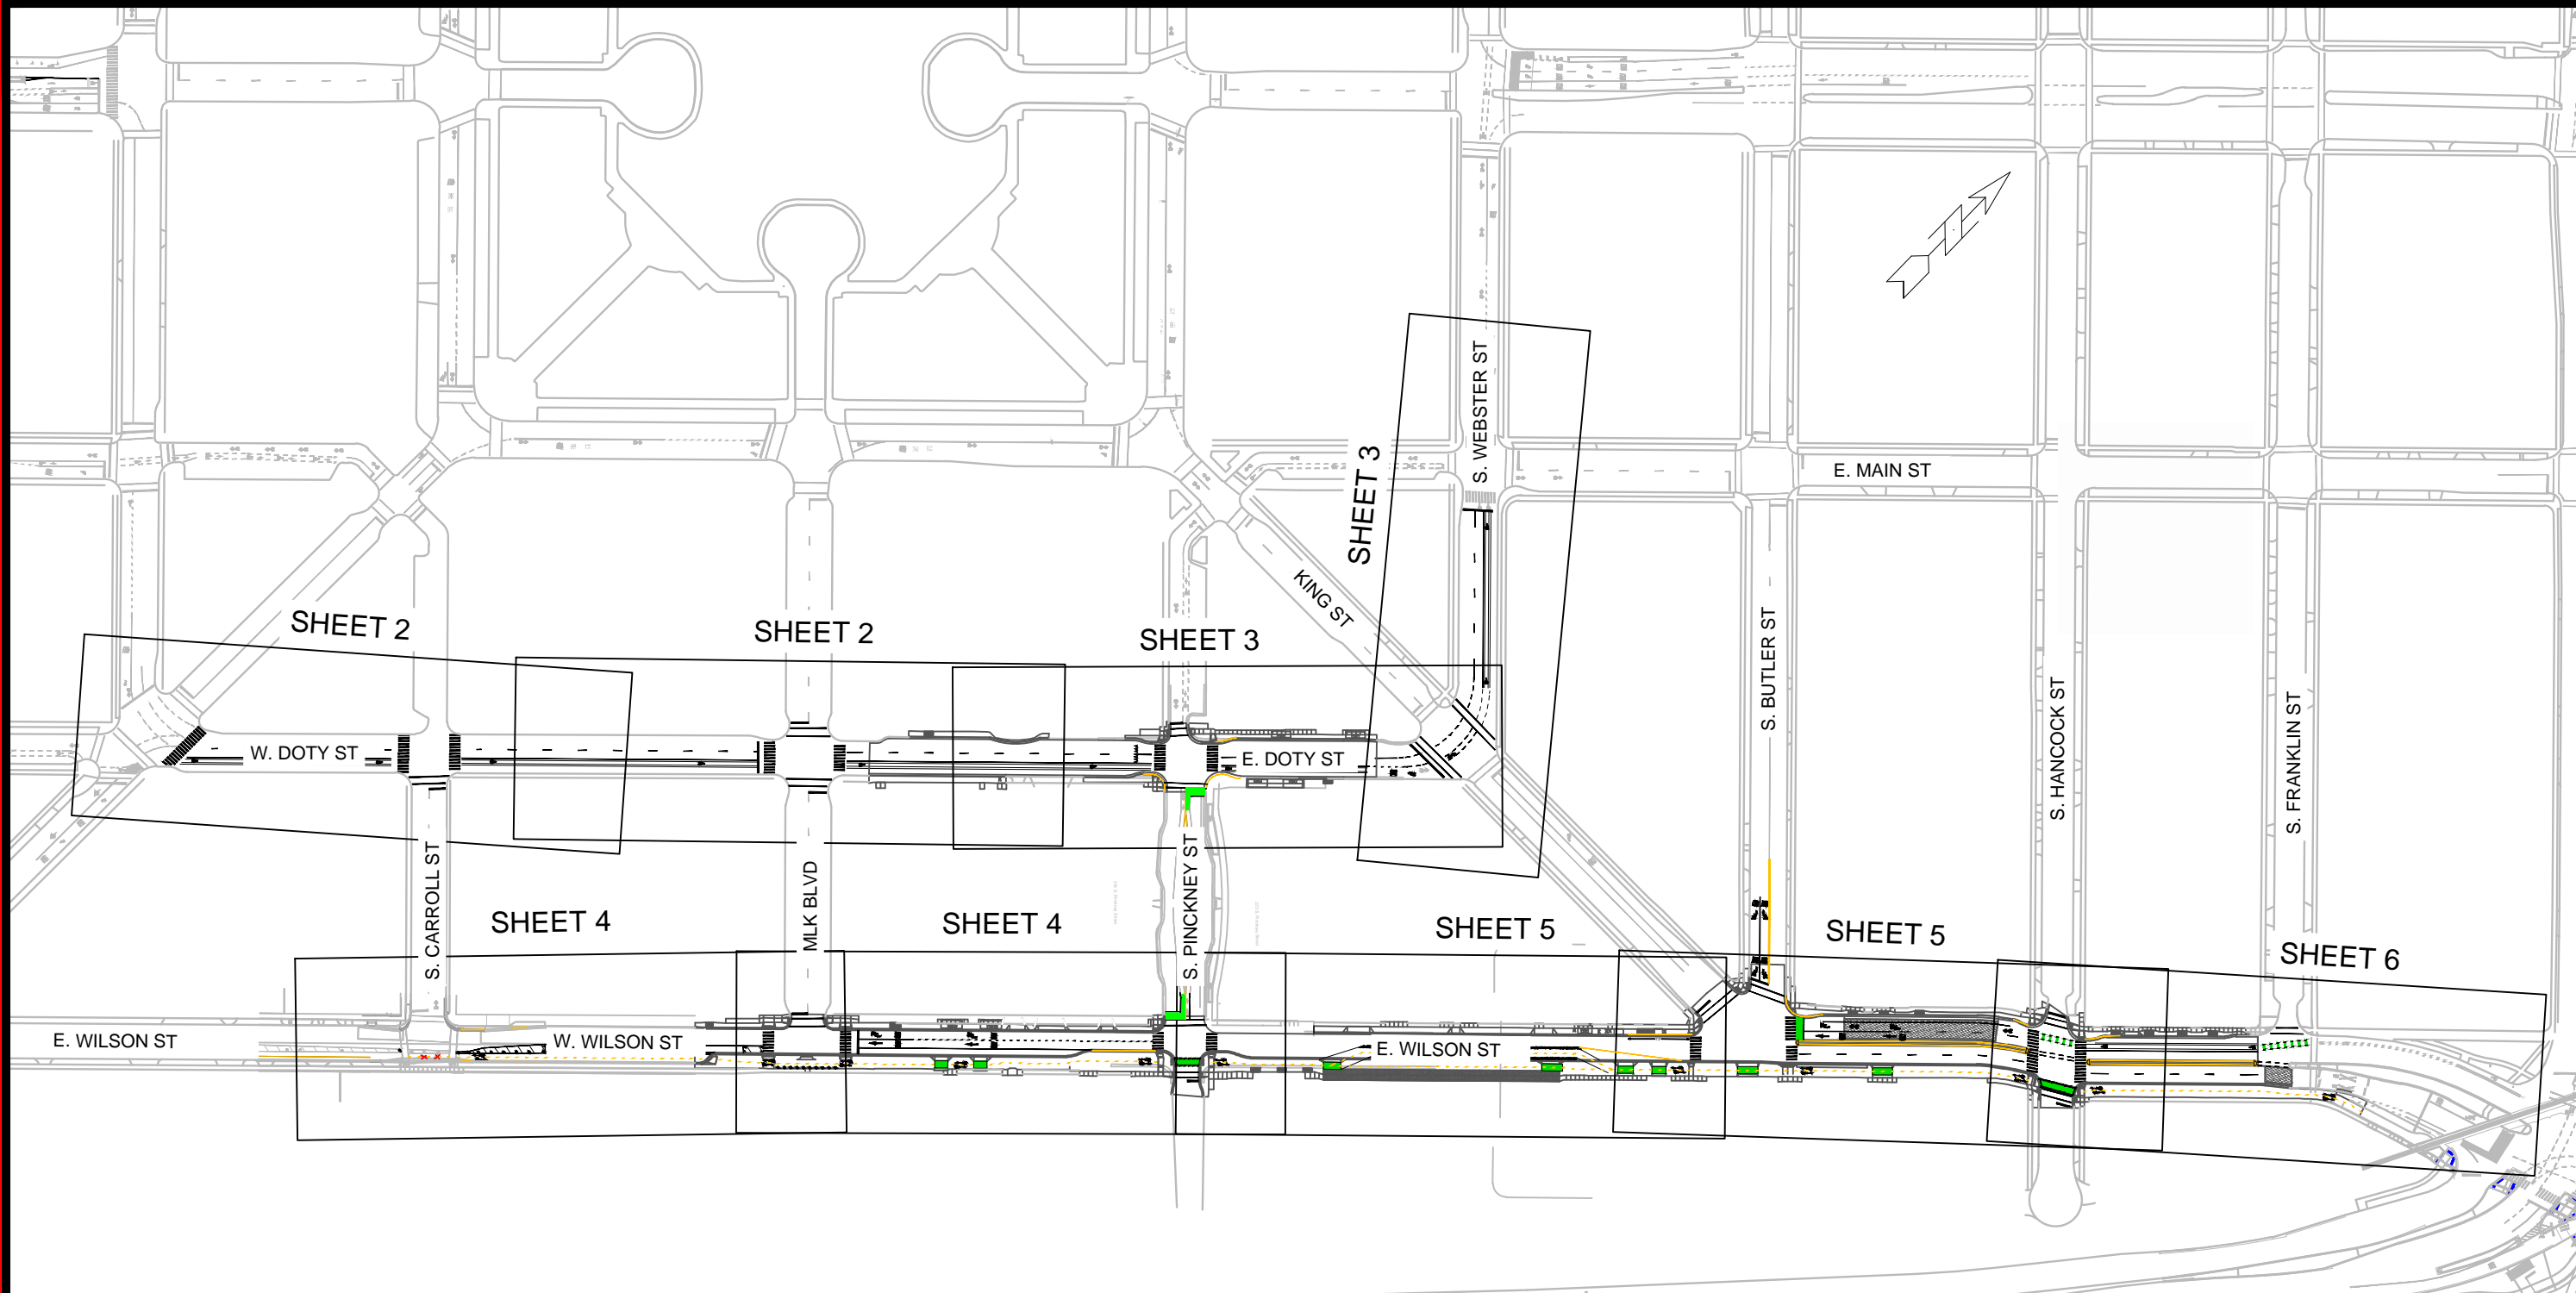 S. WEBSTER ST
SHEET 3
E. MAIN ST
KING ST
SHEET 2
SHEET 2
SHEET 3
S. BUTLER ST
S. HANCOCK ST
S. FRANKLIN ST
W. DOTY ST
E. DOTY ST
S. CARROLL ST
MLK BLVD
S. PINCKNEY ST
SHEET 4
SHEET 4
SHEET 5
SHEET 5
SHEET 6
E. WILSON ST
W. WILSON ST
E. WILSON ST